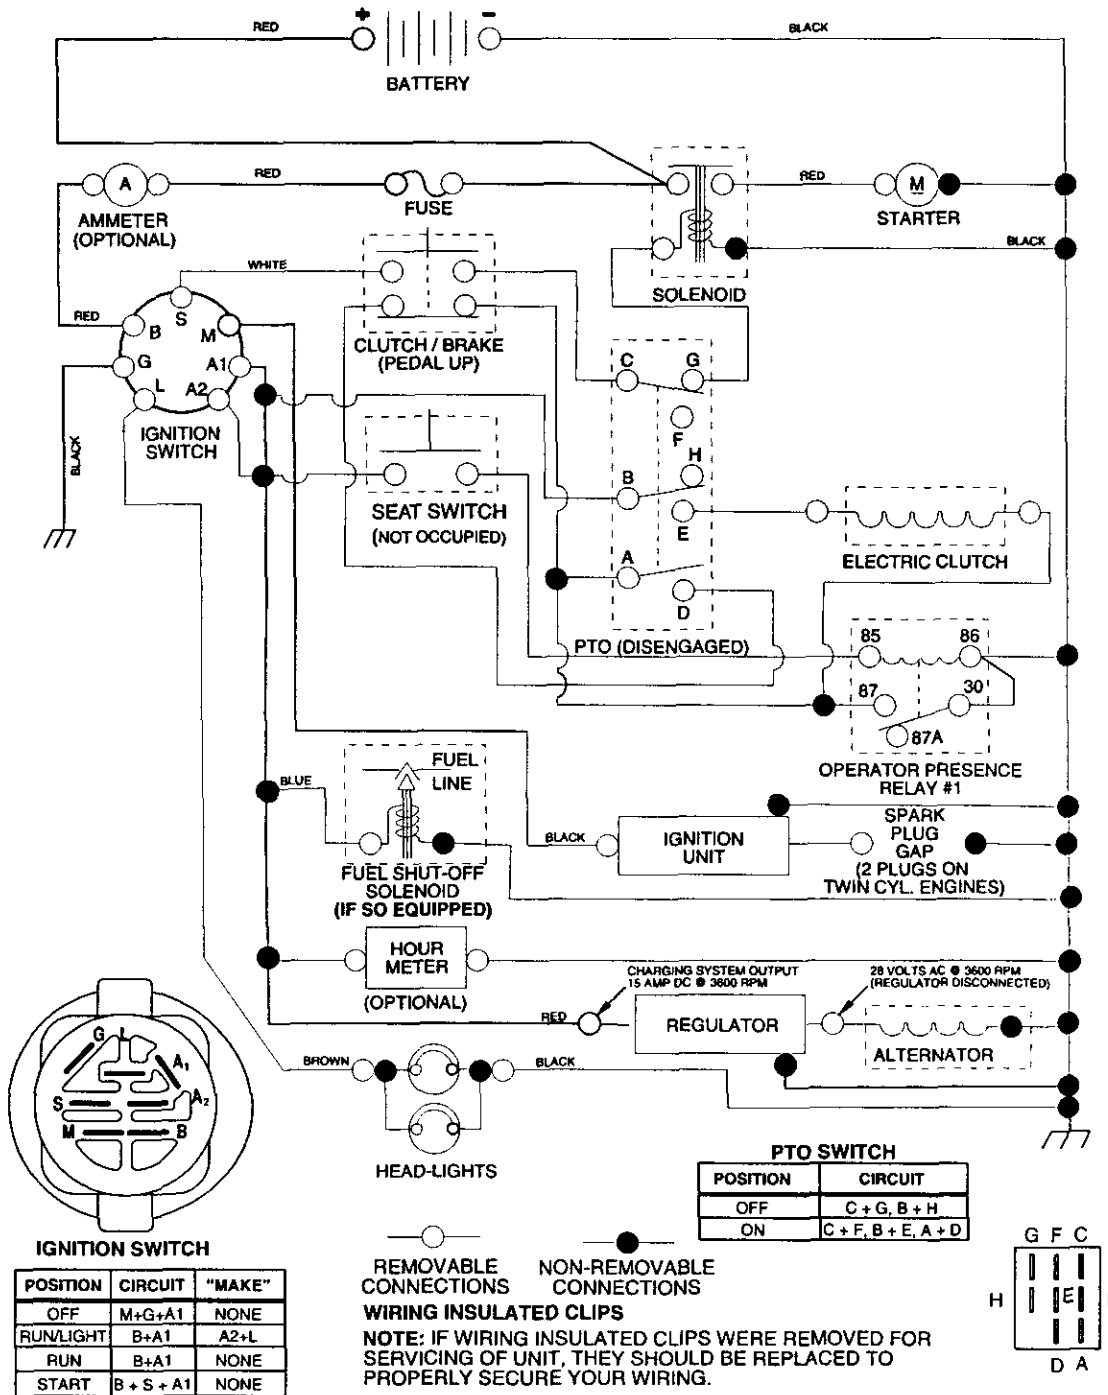 +
-
RED
BLACK
BATTERY
A
RED
RED
M
AMMETER
(OPTIONAL)
FUSE
STARTER
WHITE
BLACK
SOLENOID
RED
S
B
M
CLUTCH / BRAKE
(PEDAL UP)
G
A1
C
G
L
A2
F
IGNITION
SWITCH
BLACK
H
B
SEAT SWITCH
(NOT OCCUPIED)
E
ELECTRIC CLUTCH
A
D
PTO (DISENGAGED)
85
86
87
30
87A
FUEL
LINE
OPERATOR PRESENCE
RELAY #1
BLUE
BLACK
IGNITION
UNIT
SPARK
PLUG
GAP
(2 PLUGS ON
TWIN CYL. ENGINES)
FUEL SHUT-OFF
SOLENOID
(IF SO EQUIPPED)
HOUR
METER
(OPTIONAL)
CHARGING SYSTEM OUTPUT
15 AMP DC @ 3600 RPM
28 VOLTS AC @ 3600 RPM
(REGULATOR DISCONNECTED)
RED
REGULATOR
ALTERNATOR
BROWN
BLACK
HEAD-LIGHTS
G
L
A1
A2
S
M
B
IGNITION SWITCH
POSITION CIRCUIT "MAKE"
OFF M+G+A1 NONE
RUN/LIGHT B+A1 A2+L
RUN B+A1 NONE
START B + S + A1 NONE
PTO SWITCH
POSITION CIRCUIT
OFF C + G, B + H
ON C + F, B + E, A + D
REMOVABLE
CONNECTIONS
NON-REMOVABLE
CONNECTIONS
WIRING INSULATED CLIPS
NOTE: IF WIRING INSULATED CLIPS WERE REMOVED FOR
SERVICING OF UNIT, THEY SHOULD BE REPLACED TO
PROPERLY SECURE YOUR WIRING.
G F C
H E
D A